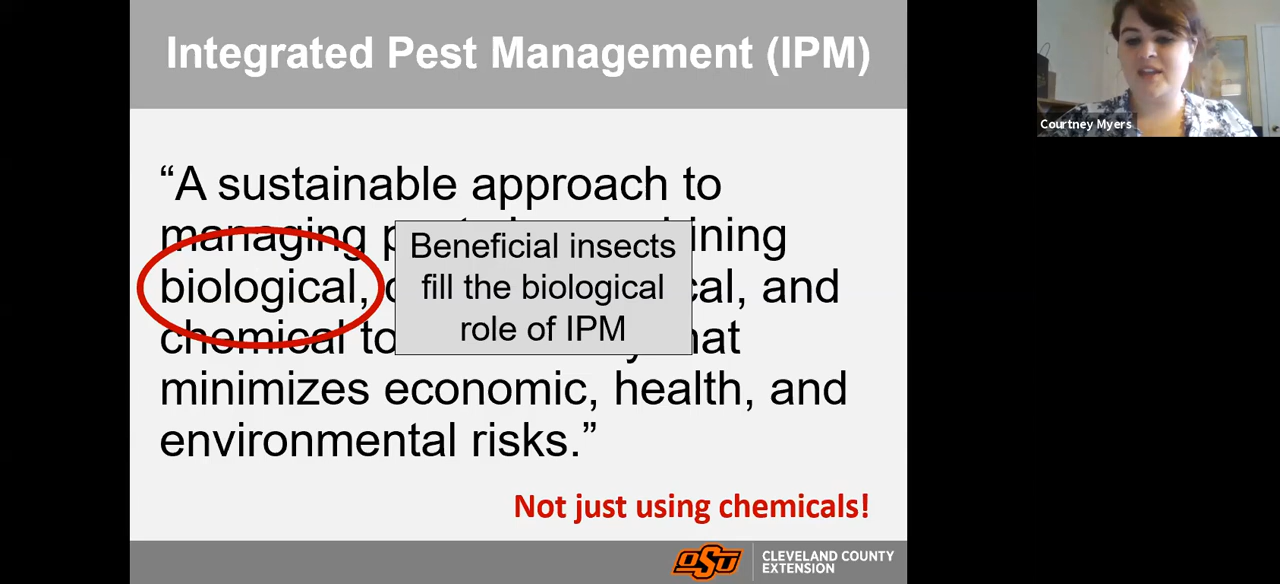 Integrated Pest Management (IPM)
Courtney Myers
“A sustainable approach to
managing ining
biological, cal, and
chemical to hat
minimizes economic, health, and
environmental risks.”
Beneficial insects
fill the biological
role of IPM
Not just using chemicals!
OSU
CLEVELAND COUNTY
EXTENSION